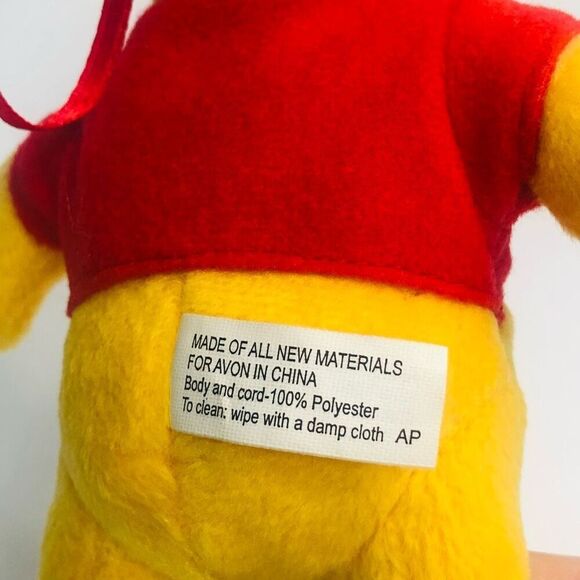 MADE OF ALL NEW MATERIALS
FOR AVON IN CHINA
Body and cord-100% Polyester
To clean: wipe with a damp cloth AP